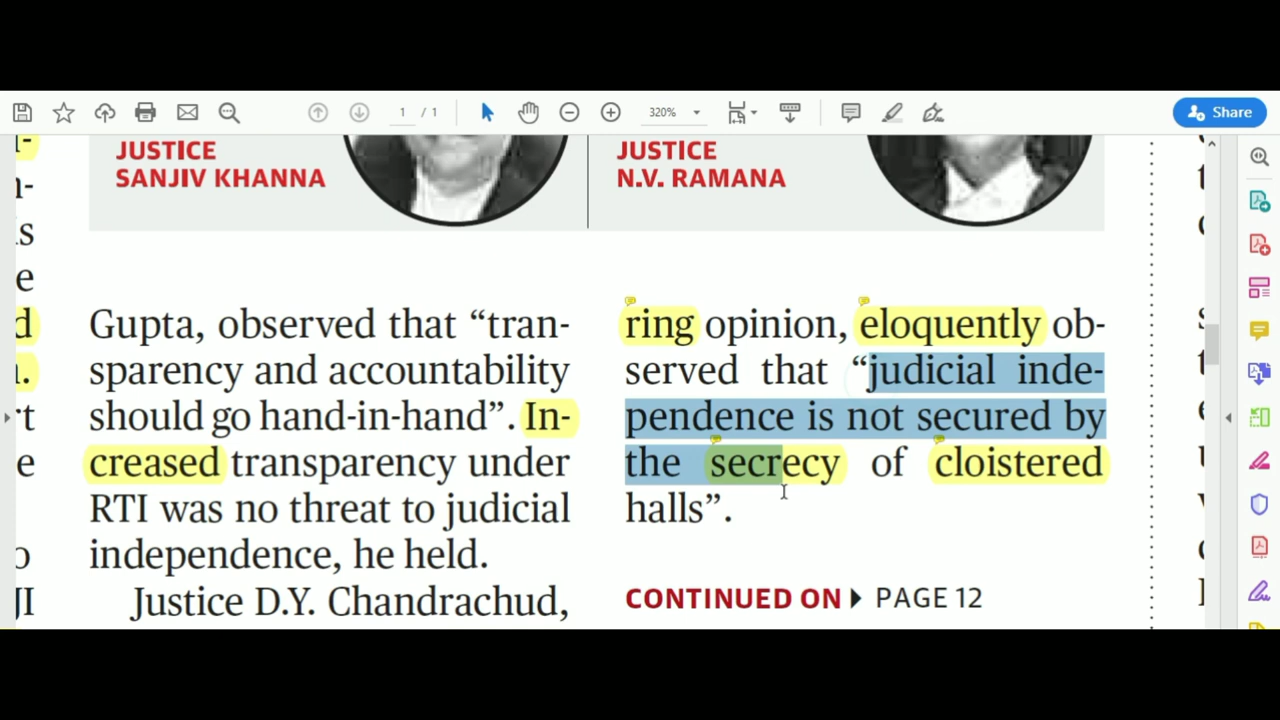 1 / 1
320%
Share
JUSTICE
SANJIV KHANNA
JUSTICE
N.V. RAMANA
Gupta, observed that “tran-
sparency and accountability
should go hand-in-hand”. In-
creased transparency under
RTI was no threat to judicial
independence, he held.
Justice D.Y. Chandrachud,
ring opinion, eloquently ob-
served that “judicial inde-
pendence is not secured by
the secrecy of cloistered
halls”.
CONTINUED ON PAGE 12